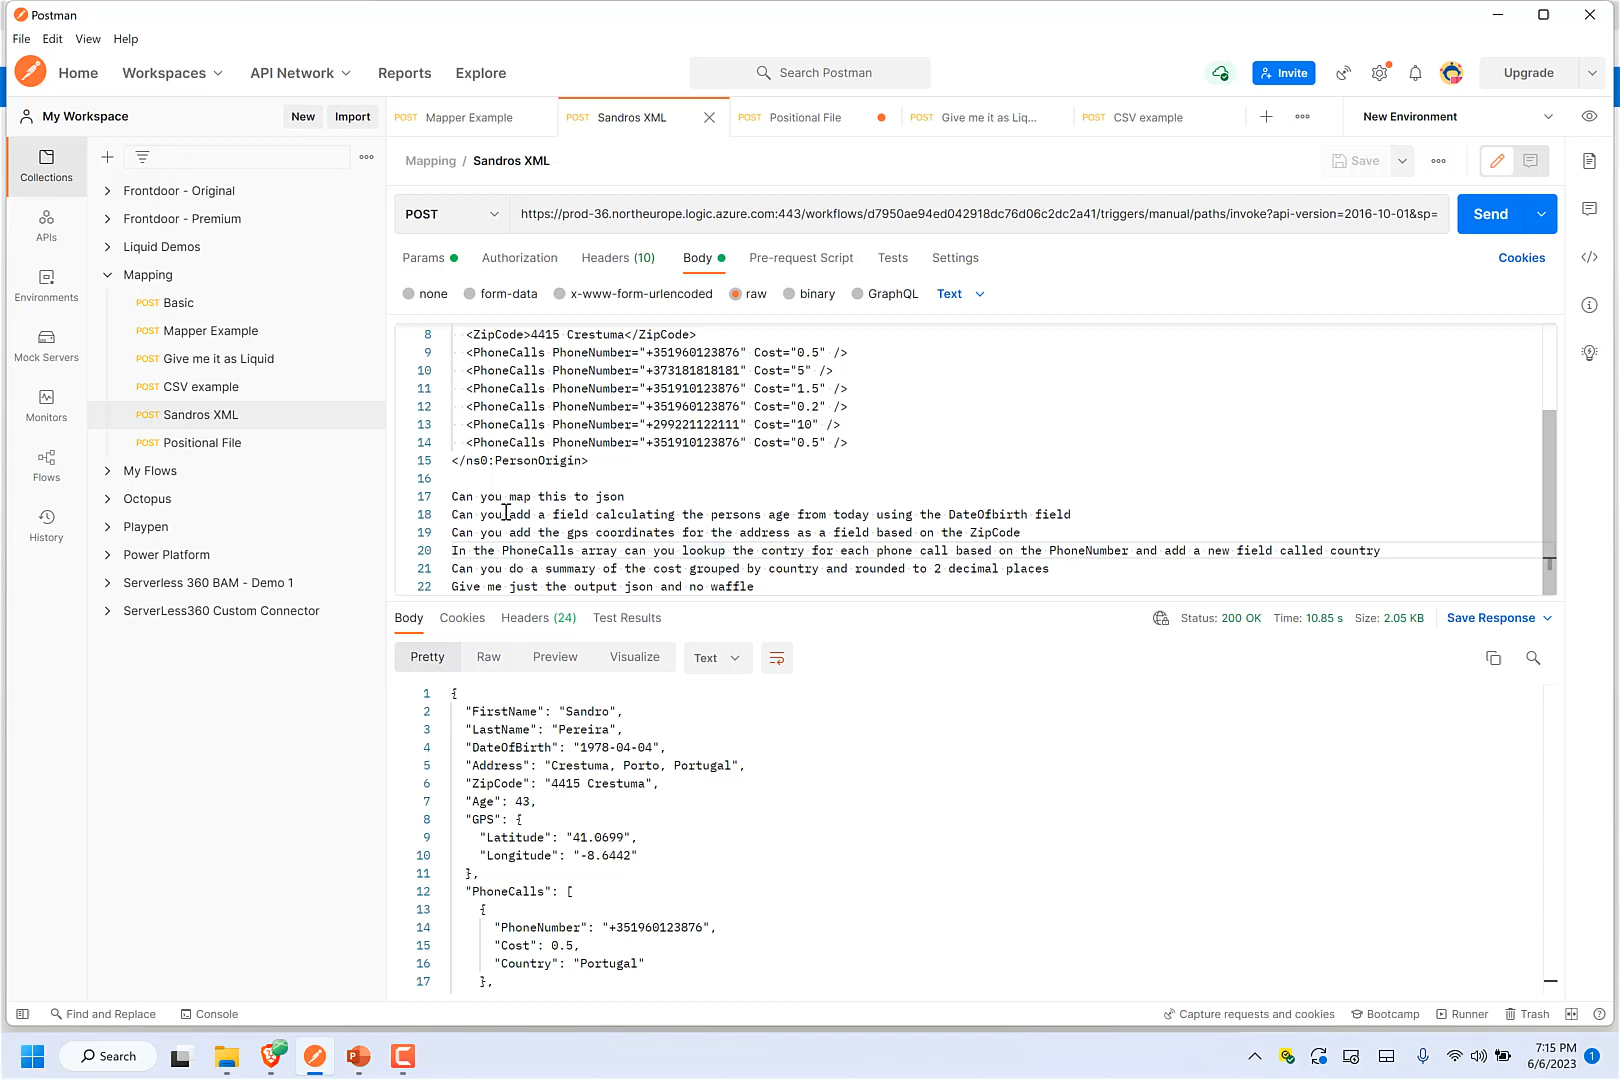 Postman
File Edit View Help
Home Workspaces API Network Reports Explore Search Postman Invite Upgrade
My Workspace New Import POST Mapper Example POST Sandros XML POST Positional File POST Give me it as Liq... POST CSV example New Environment
Collections
APIs
Environments
Mock Servers
Monitors
Flows
History
Frontdoor - Original
Frontdoor - Premium
Liquid Demos
Mapping
POST Basic
POST Mapper Example
POST Give me it as Liquid
POST CSV example
POST Sandros XML
POST Positional File
My Flows
Octopus
Playpen
Power Platform
Serverless 360 BAM - Demo 1
ServerLess360 Custom Connector
Mapping / Sandros XML Save
POST https://prod-36.northeurope.logic.azure.com:443/workflows/d7950ae94ed042918dc76d06c2dc2a41/triggers/manual/paths/invoke?api-version=2016-10-01&sp= Send
Params Authorization Headers (10) Body Pre-request Script Tests Settings Cookies
none form-data x-www-form-urlencoded raw binary GraphQL Text
8 <ZipCode>4415 Crestuma</ZipCode>
9 <PhoneCalls PhoneNumber="+351960123876" Cost="0.5" />
10 <PhoneCalls PhoneNumber="+373181818181" Cost="5" />
11 <PhoneCalls PhoneNumber="+351910123876" Cost="1.5" />
12 <PhoneCalls PhoneNumber="+351960123876" Cost="0.2" />
13 <PhoneCalls PhoneNumber="+299221122111" Cost="10" />
14 <PhoneCalls PhoneNumber="+351910123876" Cost="0.5" />
15 </ns0:PersonOrigin>
16
17 Can you map this to json
18 Can you add a field calculating the persons age from today using the DateOfbirth field
19 Can you add the gps coordinates for the address as a field based on the ZipCode
20 In the PhoneCalls array can you lookup the contry for each phone call based on the PhoneNumber and add a new field called country
21 Can you do a summary of the cost grouped by country and rounded to 2 decimal places
22 Give me just the output json and no waffle
Body Cookies Headers (24) Test Results Status: 200 OK Time: 10.85 s Size: 2.05 KB Save Response
Pretty Raw Preview Visualize Text
1 {
2 "FirstName": "Sandro",
3 "LastName": "Pereira",
4 "DateOfBirth": "1978-04-04",
5 "Address": "Crestuma, Porto, Portugal",
6 "ZipCode": "4415 Crestuma",
7 "Age": 43,
8 "GPS": {
9 "Latitude": "41.0699",
10 "Longitude": "-8.6442"
11 },
12 "PhoneCalls": [
13 {
14 "PhoneNumber": "+351960123876",
15 "Cost": 0.5,
16 "Country": "Portugal"
17 },
Find and Replace Console Capture requests and cookies Bootcamp Runner Trash
Search 7:15 PM
6/6/2023 1